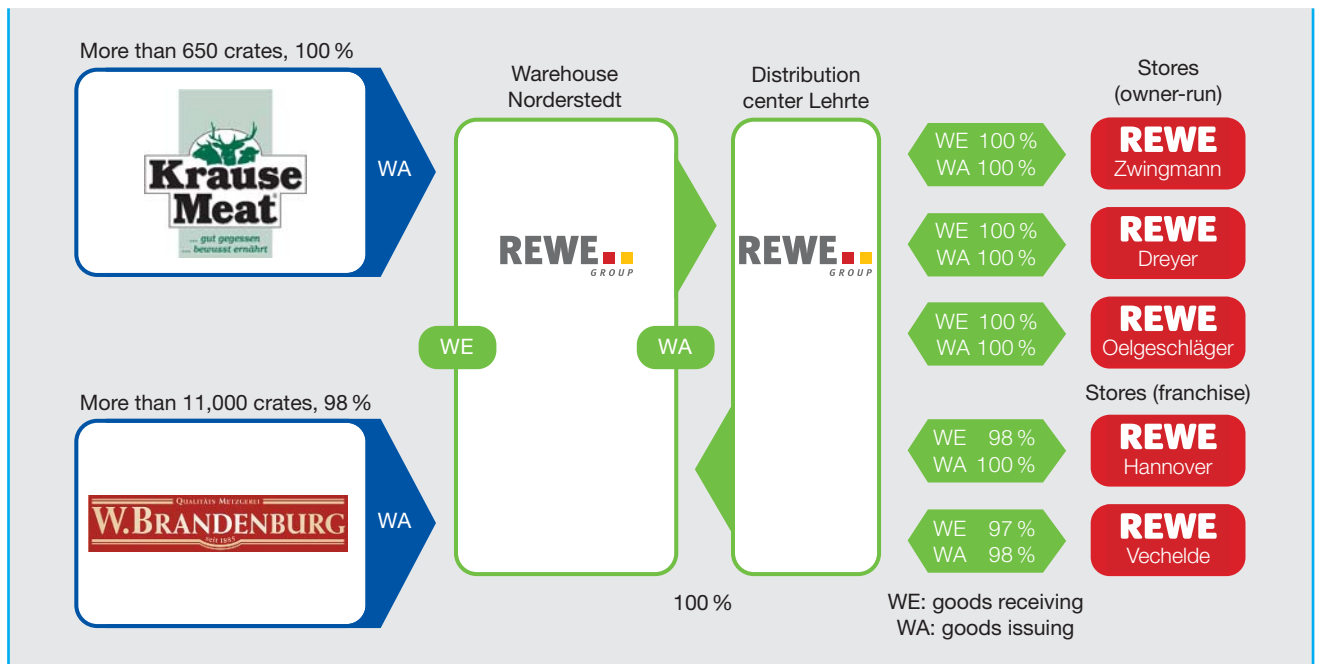 More than 650 crates, 100 %
Krause
Meat
... gut gegessen
... bewusst ernährt
WA
More than 11,000 crates, 98 %
QUALITÄTS METZGEREI
W.BRANDENBURG
seit 1885
WA
Warehouse
Norderstedt
REWE
GROUP
WE
WA
Distribution
center Lehrte
REWE
GROUP
100 %
Stores
(owner-run)
WE 100 %
WA 100 %
REWE
Zwingmann
WE 100 %
WA 100 %
REWE
Dreyer
WE 100 %
WA 100 %
REWE
Oelgeschläger
Stores (franchise)
WE 98 %
WA 100 %
REWE
Hannover
WE 97 %
WA 98 %
REWE
Vechelde
WE: goods receiving
WA: goods issuing